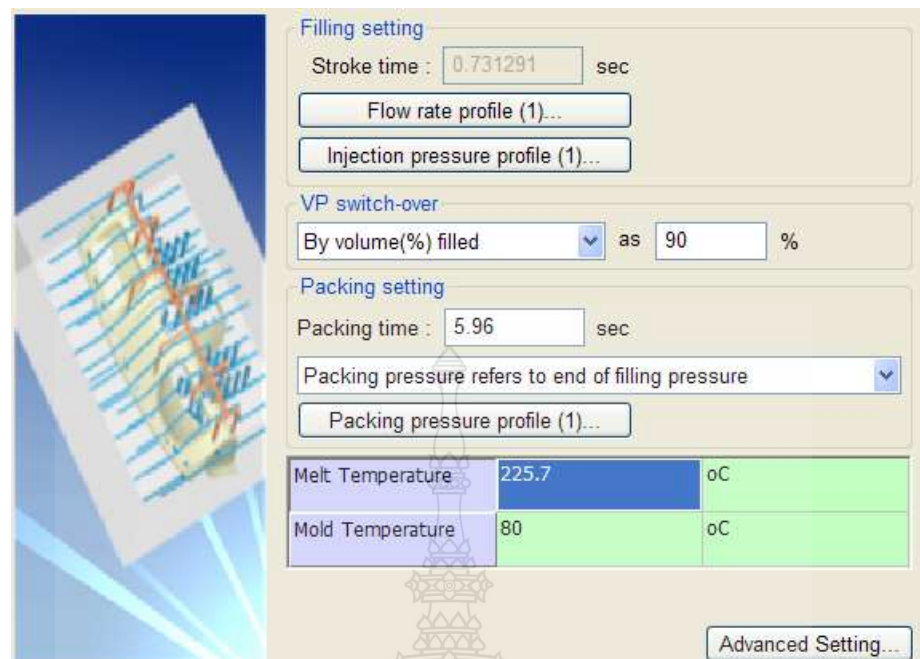 Filling setting
Stroke time : 0.731291 sec
Flow rate profile (1)...
Injection pressure profile (1)...
VP switch-over
By volume(%) filled as 90 %
Packing setting
Packing time : 5.96 sec
Packing pressure refers to end of filling pressure
Packing pressure profile (1)...
Melt Temperature 225.7 oC
Mold Temperature 80 oC
Advanced Setting...